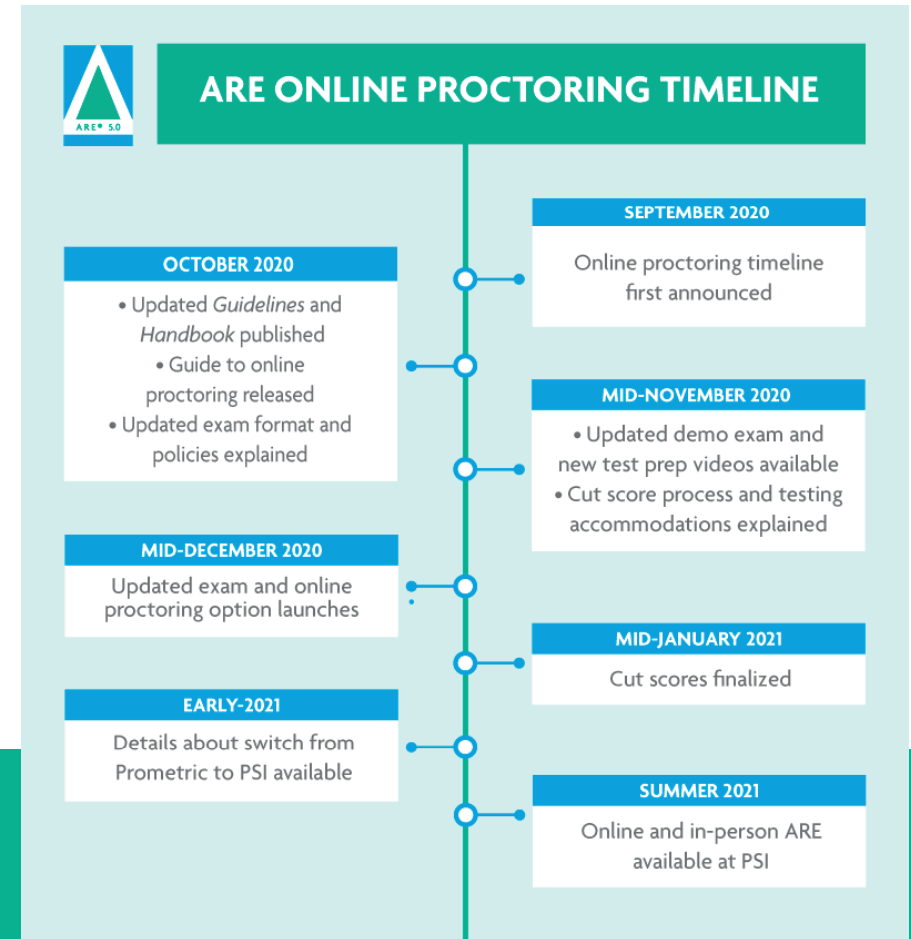 ARE® 5.0
ARE ONLINE PROCTORING TIMELINE
SEPTEMBER 2020
Online proctoring timeline
first announced
OCTOBER 2020
• Updated Guidelines and
Handbook published
• Guide to online
proctoring released
• Updated exam format and
policies explained
MID-NOVEMBER 2020
• Updated demo exam and
new test prep videos available
• Cut score process and testing
accommodations explained
MID-DECEMBER 2020
Updated exam and online
proctoring option launches
MID-JANUARY 2021
Cut scores finalized
EARLY-2021
Details about switch from
Prometric to PSI available
SUMMER 2021
Online and in-person ARE
available at PSI